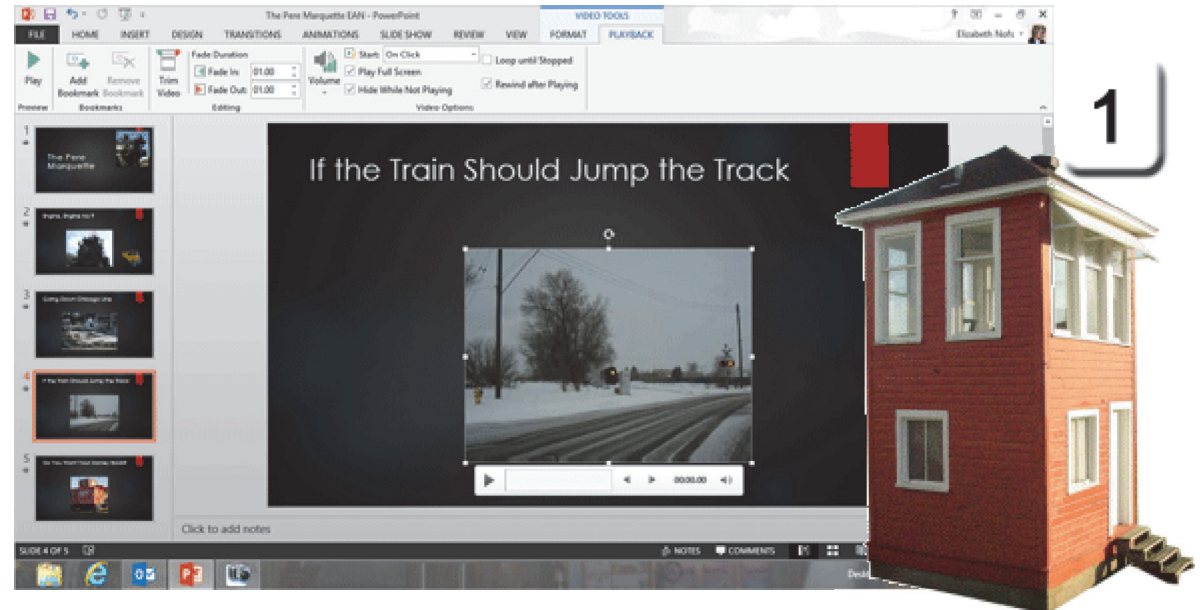 The Pere Marquette EAN - PowerPoint
VIDEO TOOLS
FILE HOME INSERT DESIGN TRANSITIONS ANIMATIONS SLIDE SHOW REVIEW VIEW FORMAT PLAYBACK
Elizabeth Nofs
Play
Add Bookmark
Remove Bookmark
Trim Video
Fade Duration
Fade In: 01.00
Fade Out: 01.00
Volume
Start: On Click
Play Full Screen
Hide While Not Playing
Loop until Stopped
Rewind after Playing
Preview
Bookmarks
Editing
Video Options
1
1
The Pere
Marquette
2
3
4
If the Train Should Jump the Track
5
If the Train Should Jump the Track
00:00.00
Click to add notes
SLIDE 4 OF 5
NOTES
COMMENTS